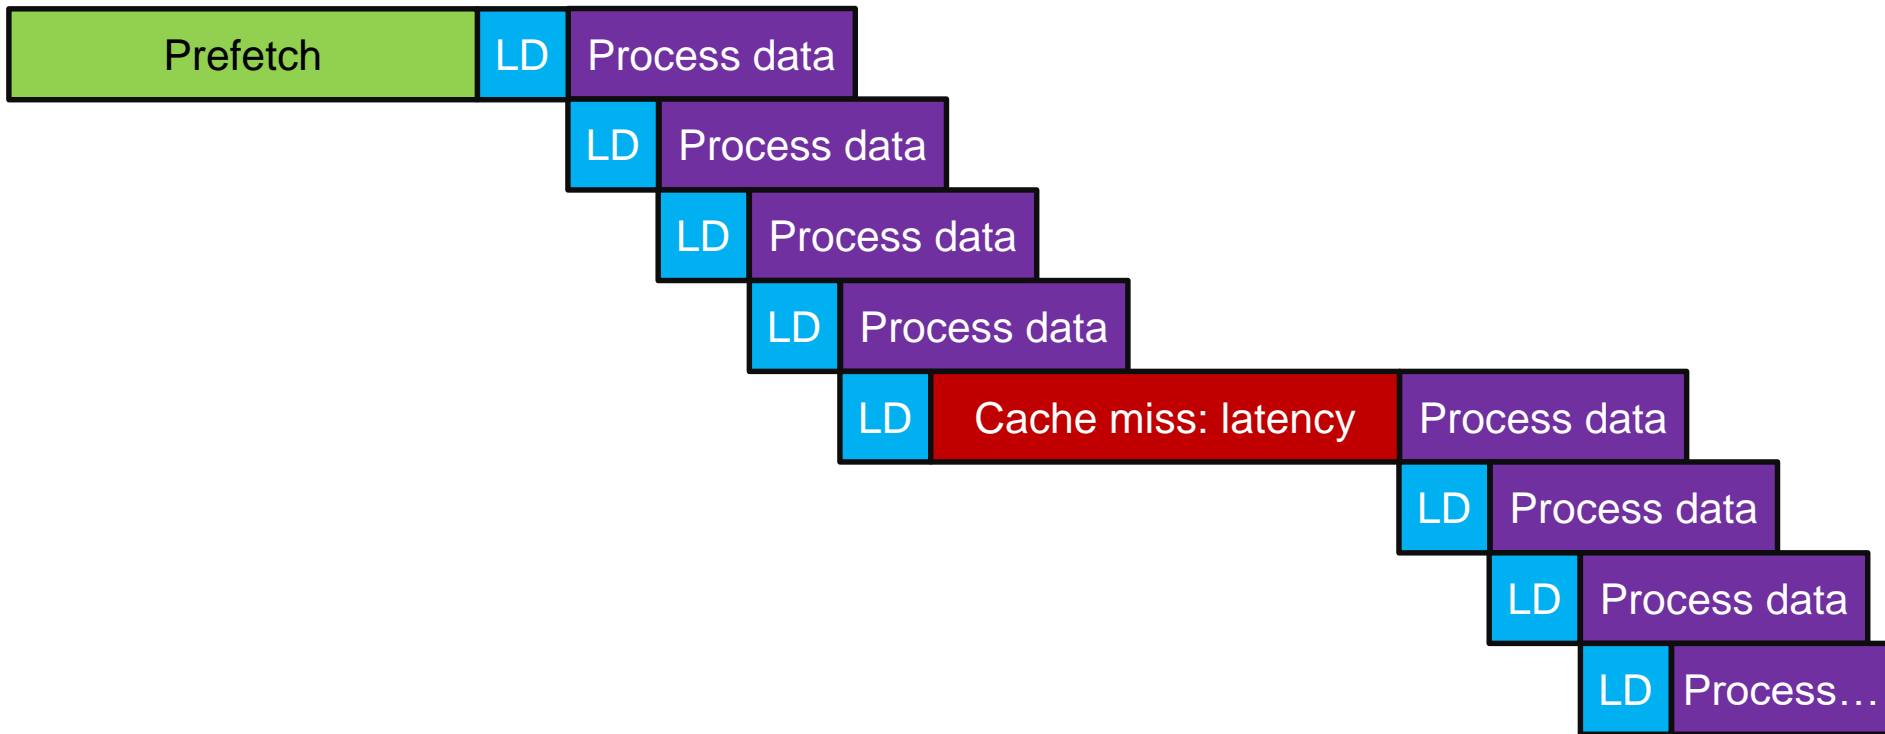 Prefetch LD Process data
LD Process data
LD Process data
LD Process data
LD Cache miss: latency Process data
LD Process data
LD Process data
LD Process…